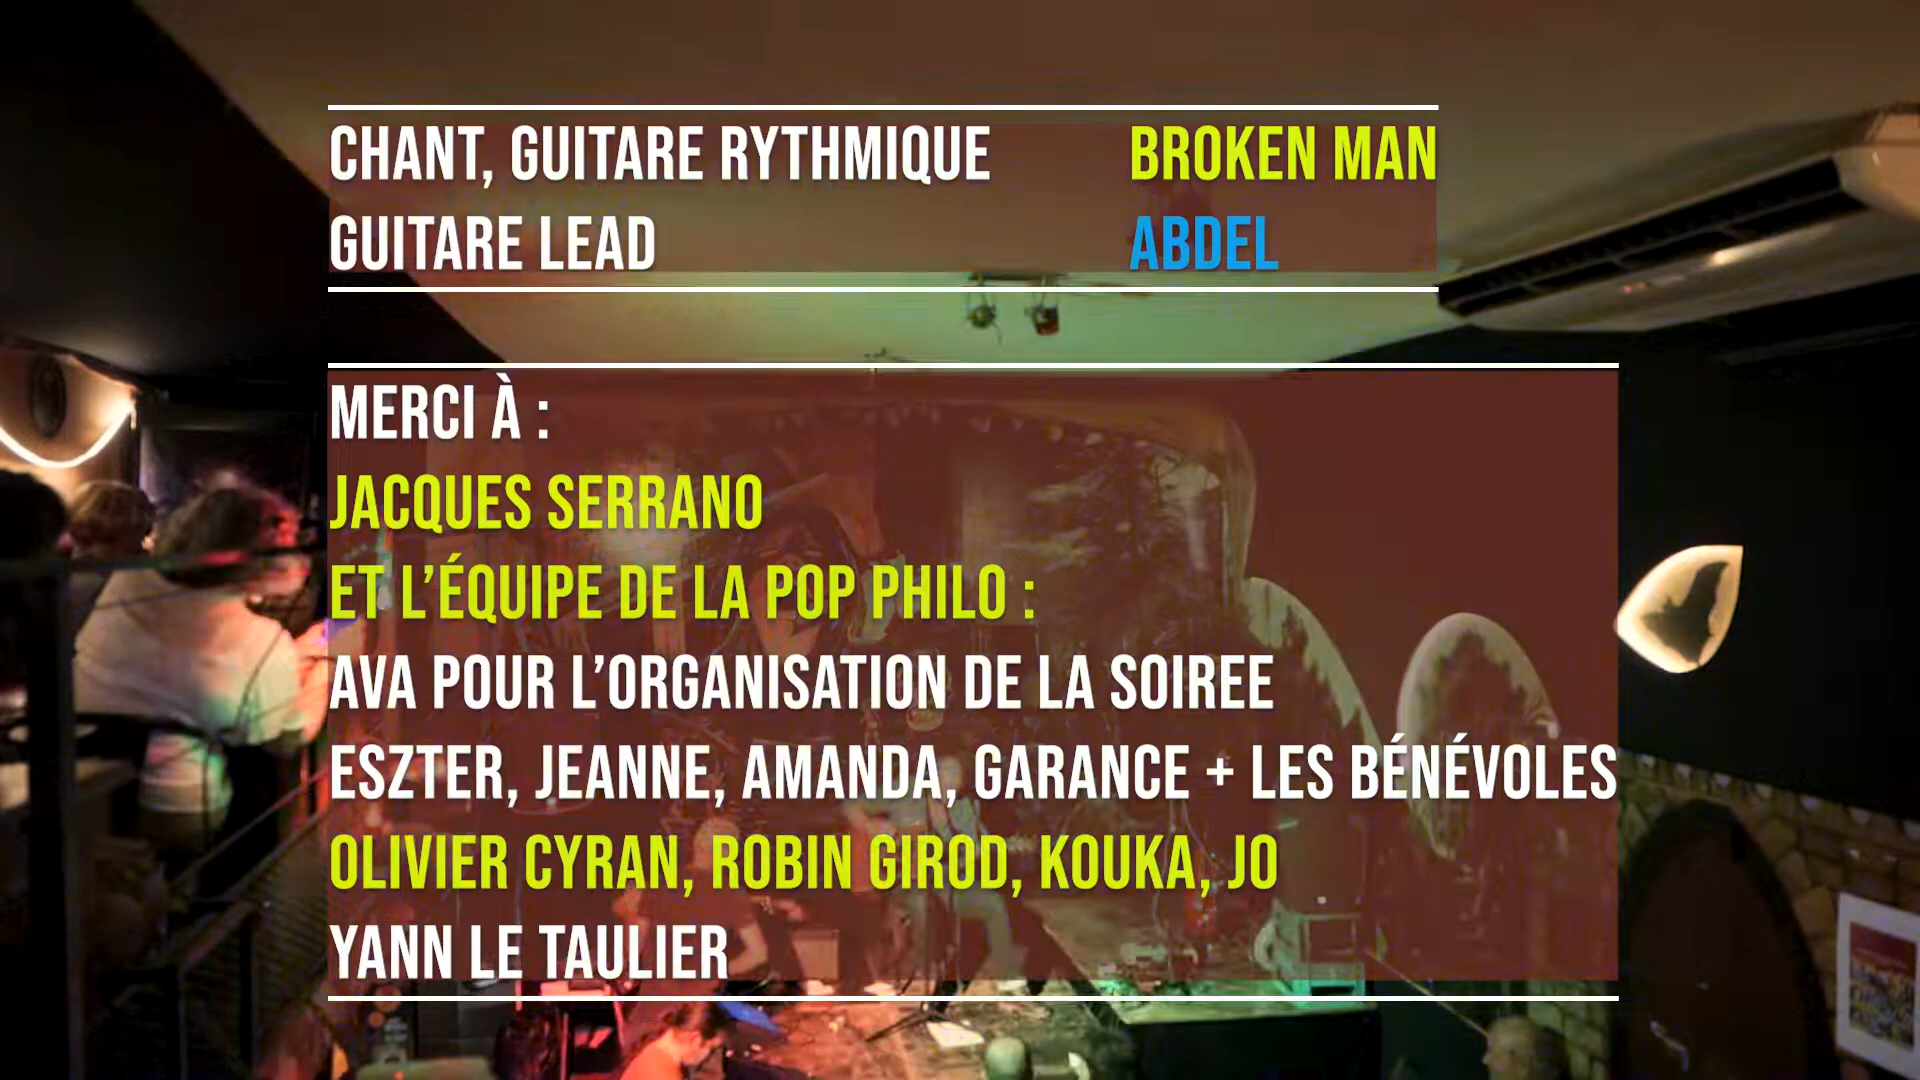 CHANT, GUITARE RYTHMIQUE BROKEN MAN
GUITARE LEAD ABDEL
MERCI À :
JACQUES SERRANO
ET L’ÉQUIPE DE LA POP PHILO :
AVA POUR L’ORGANISATION DE LA SOIREE
ESZTER, JEANNE, AMANDA, GARANCE + LES BÉNÉVOLES
OLIVIER CYRAN, ROBIN GIROD, KOUKA, JO
YANN LE TAULIER